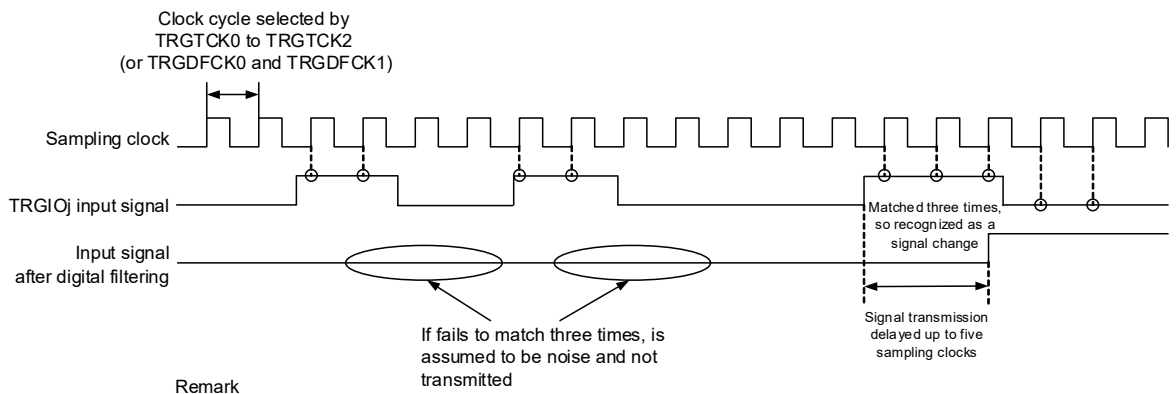 Clock cycle selected by
TRGTCK0 to TRGTCK2
(or TRGDFCK0 and TRGDFCK1)
Sampling clock
TRGIOj input signal
Matched three times,
so recognized as a
signal change
Input signal
after digital filtering
If fails to match three times, is
assumed to be noise and not
transmitted
Signal transmission
delayed up to five
sampling clocks
Remark